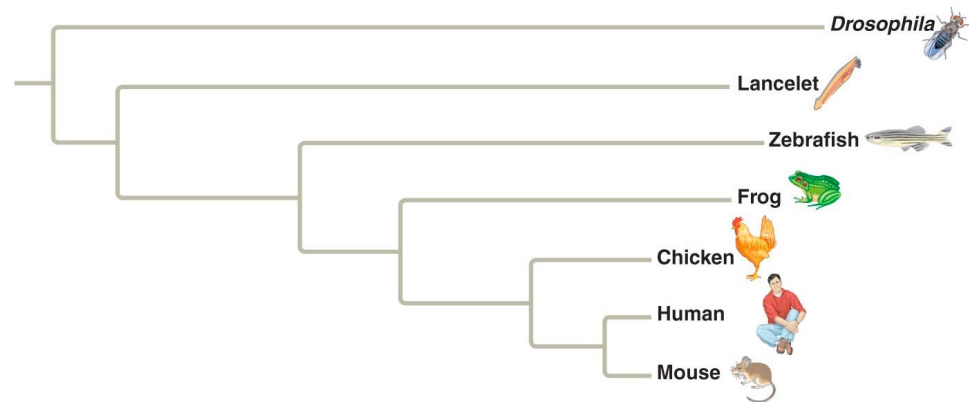 Drosophila
Lancelet
Zebrafish
Frog
Chicken
Human
Mouse